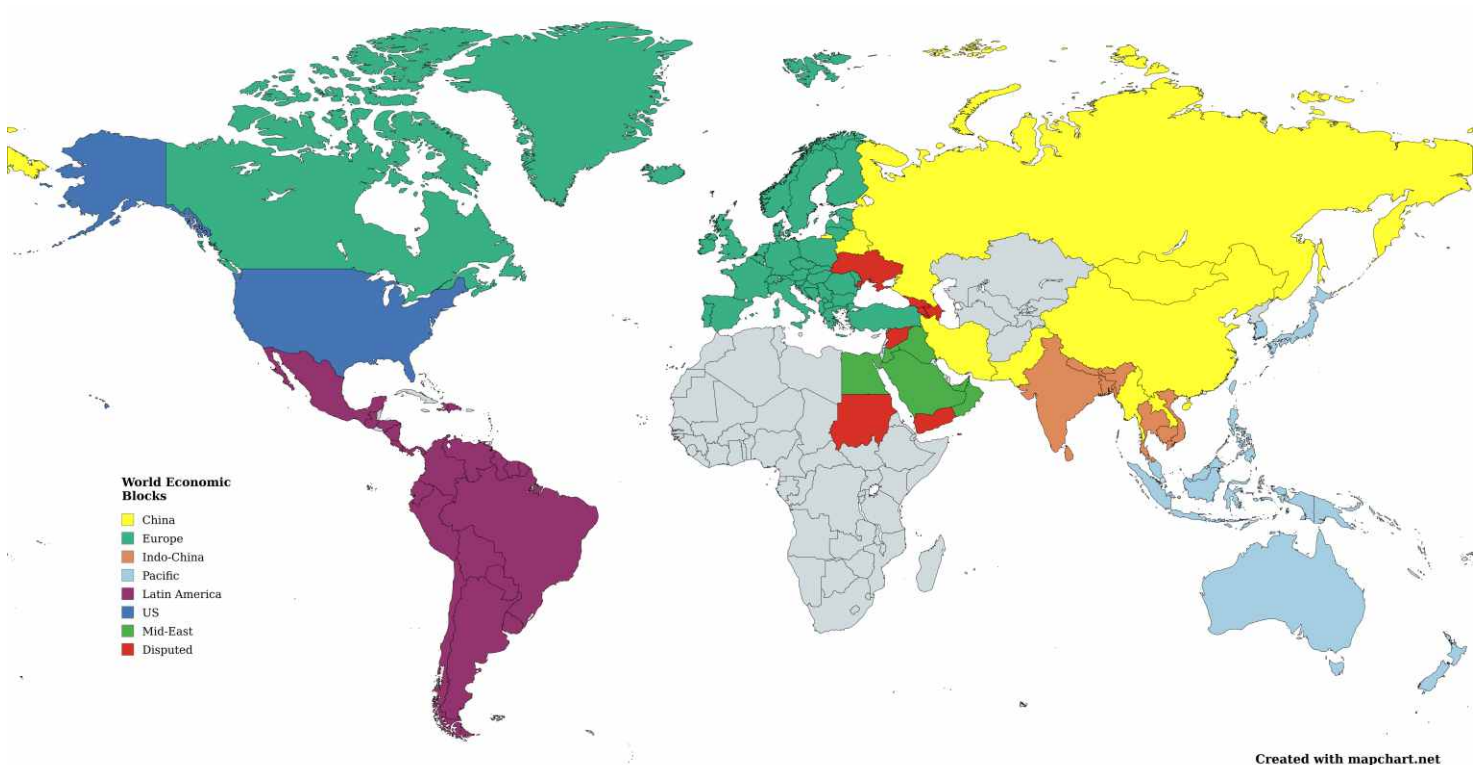 World Economic
Blocks
China
Europe
Indo-China
Pacific
Latin America
US
Mid-East
Disputed
Created with mapchart.net